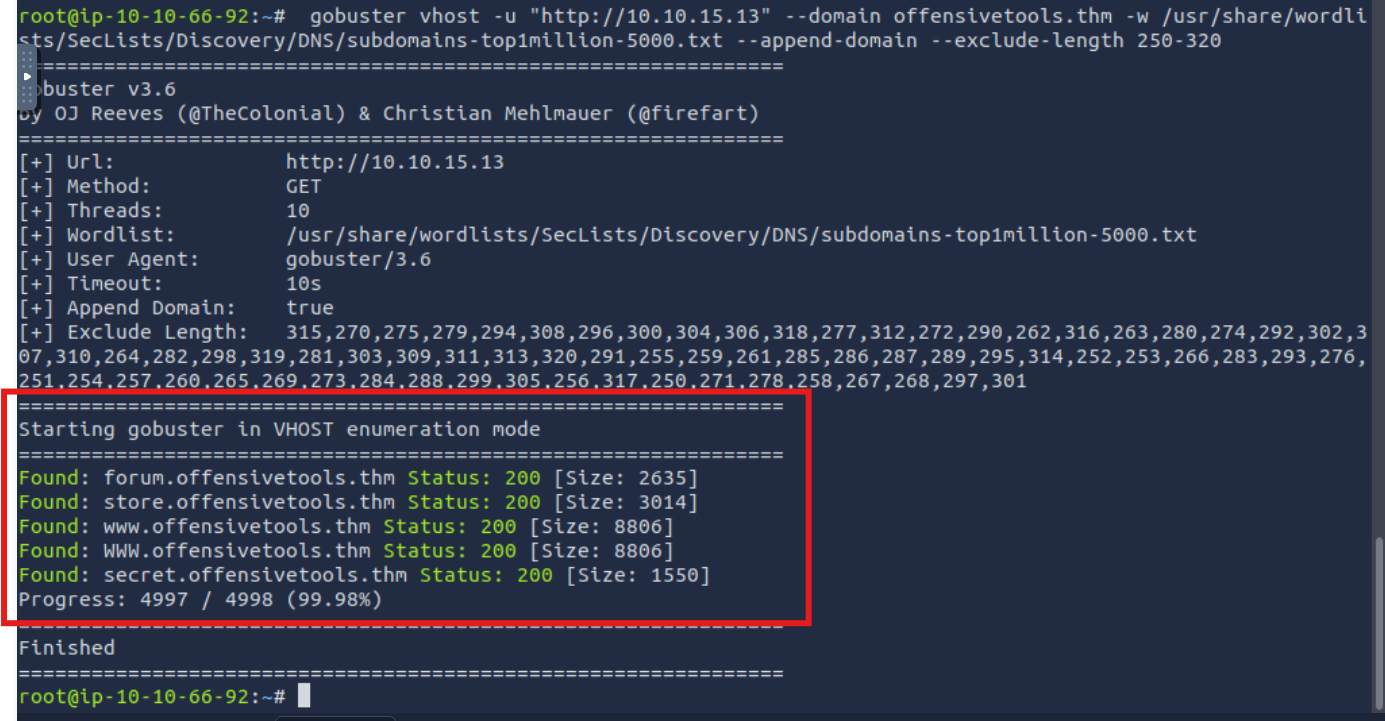 root@ip-10-10-66-92:~#  gobuster vhost -u "http://10.10.15.13" --domain offensivetools.thm -w /usr/share/wordli
sts/SecLists/Discovery/DNS/subdomains-top1million-5000.txt --append-domain --exclude-length 250-320
===============================================================
buster v3.6
by OJ Reeves (@TheColonial) & Christian Mehlmauer (@firefart)
===============================================================
[+] Url:             http://10.10.15.13
[+] Method:          GET
[+] Threads:         10
[+] Wordlist:        /usr/share/wordlists/SecLists/Discovery/DNS/subdomains-top1million-5000.txt
[+] User Agent:      gobuster/3.6
[+] Timeout:         10s
[+] Append Domain:   true
[+] Exclude Length:  315,270,275,279,294,308,296,300,304,306,318,277,312,272,290,262,316,263,280,274,292,302,3
07,310,264,282,298,319,281,303,309,311,313,320,291,255,259,261,285,286,287,289,295,314,252,253,266,283,293,276,
251,254,257,260,265,269,273,284,288,299,305,256,317,250,271,278,258,267,268,297,301
===============================================================
Starting gobuster in VHOST enumeration mode
===============================================================
Found: forum.offensivetools.thm Status: 200 [Size: 2635]
Found: store.offensivetools.thm Status: 200 [Size: 3014]
Found: www.offensivetools.thm Status: 200 [Size: 8806]
Found: WWW.offensivetools.thm Status: 200 [Size: 8806]
Found: secret.offensivetools.thm Status: 200 [Size: 1550]
Progress: 4997 / 4998 (99.98%)
===============================================================
Finished
===============================================================
root@ip-10-10-66-92:~#